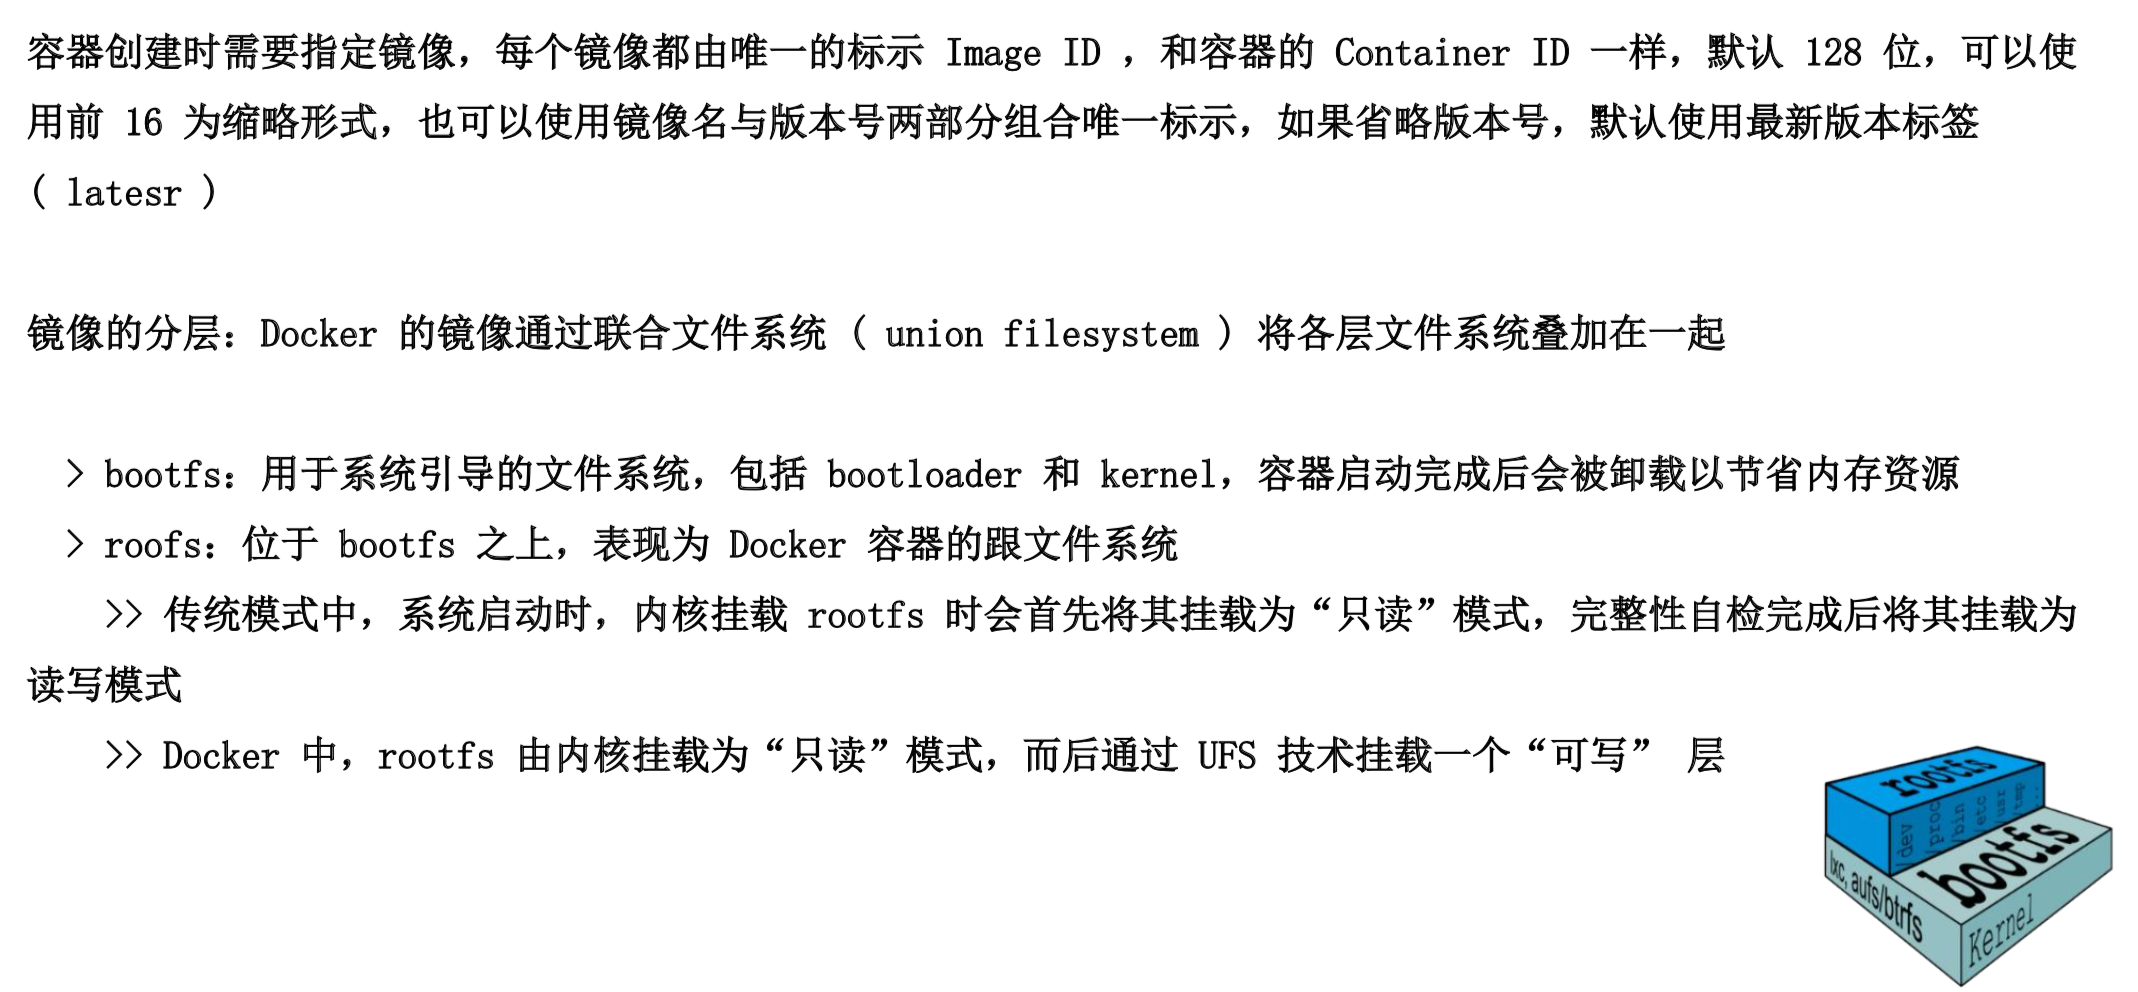 容器创建时需要指定镜像，每个镜像都由唯一的标示 Image ID ，和容器的 Container ID 一样，默认 128 位，可以使
用前 16 为缩略形式，也可以使用镜像名与版本号两部分组合唯一标示，如果省略版本号，默认使用最新版本标签
( latesr )
镜像的分层：Docker 的镜像通过联合文件系统 ( union filesystem ) 将各层文件系统叠加在一起
> bootfs：用于系统引导的文件系统，包括 bootloader 和 kernel，容器启动完成后会被卸载以节省内存资源
> roofs：位于 bootfs 之上，表现为 Docker 容器的跟文件系统
>> 传统模式中，系统启动时，内核挂载 rootfs 时会首先将其挂载为“只读”模式，完整性自检完成后将其挂载为
读写模式
>> Docker 中，rootfs 由内核挂载为“只读”模式，而后通过 UFS 技术挂载一个“可写” 层
rootfs
/dev
/proc
/bin
/etc
/usr
/tmp
..
bootfs
lxc, aufs/btrfs
Kernel